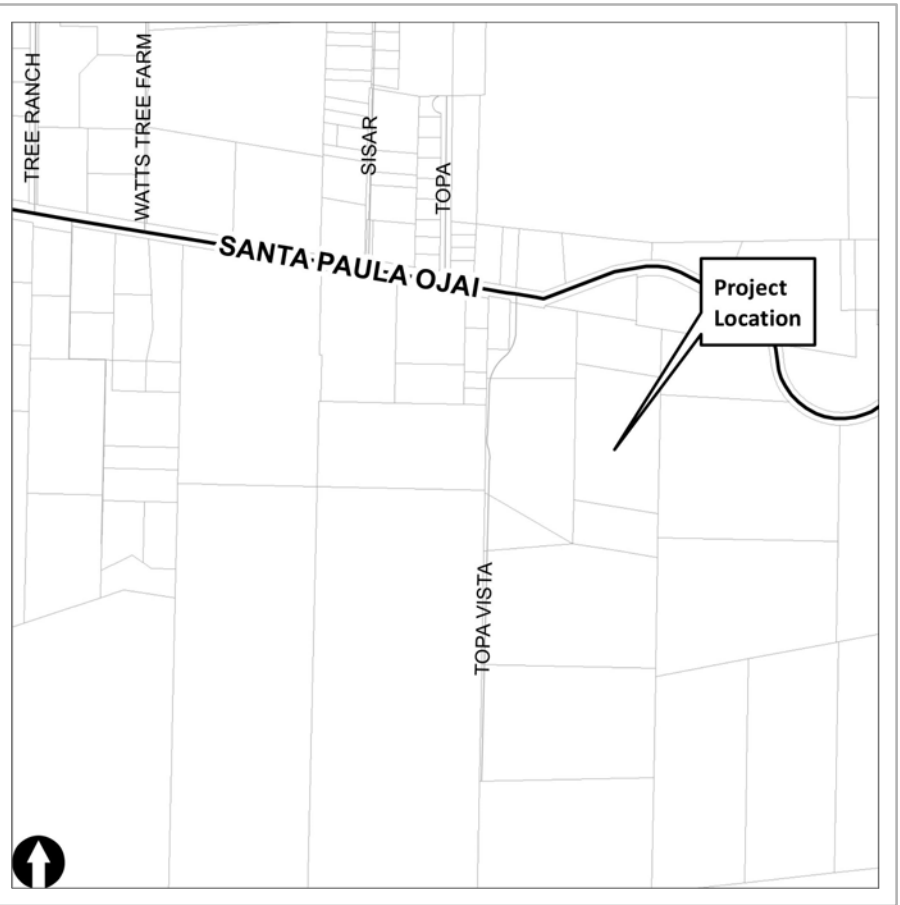 TREE RANCH
WATTS TREE FARM
SISAR
TOPA
SANTA PAULA OJAI
Project
Location
TOPA VISTA